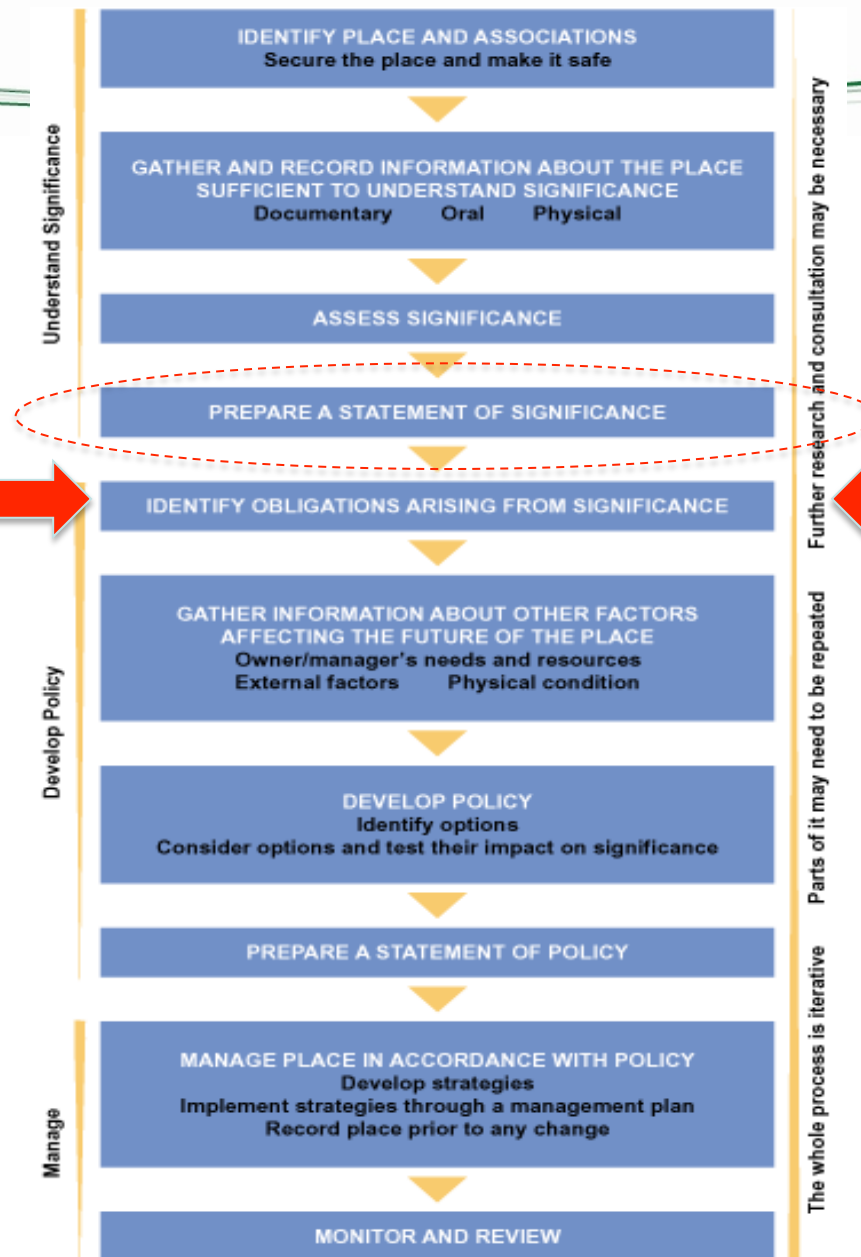 IDENTIFY PLACE AND ASSOCIATIONS
Secure the place and make it safe
GATHER AND RECORD INFORMATION ABOUT THE PLACE
SUFFICIENT TO UNDERSTAND SIGNIFICANCE
Documentary Oral Physical
ASSESS SIGNIFICANCE
PREPARE A STATEMENT OF SIGNIFICANCE
Understand Significance
IDENTIFY OBLIGATIONS ARISING FROM SIGNIFICANCE
GATHER INFORMATION ABOUT OTHER FACTORS
AFFECTING THE FUTURE OF THE PLACE
Owner/manager's needs and resources
External factors Physical condition
DEVELOP POLICY
Identify options
Consider options and test their impact on significance
PREPARE A STATEMENT OF POLICY
Develop Policy
MANAGE PLACE IN ACCORDANCE WITH POLICY
Develop strategies
Implement strategies through a management plan
Record place prior to any change
MONITOR AND REVIEW
Manage
Further research and consultation may be necessary
Parts of it may need to be repeated
The whole process is iterative